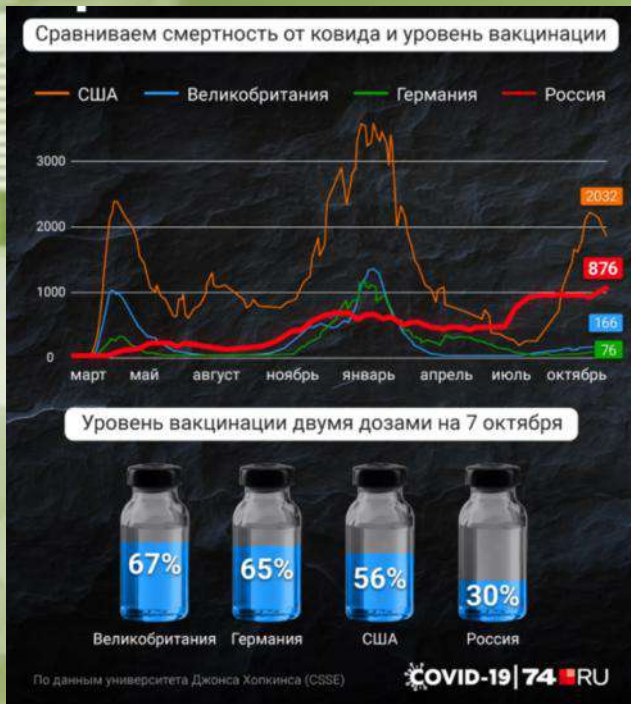 Сравниваем смертность от ковида и уровень вакцинации
США Великобритания Германия Россия
3000
2032
2000
876
1000
166
76
0
март май август ноябрь январь апрель июль октябрь
Уровень вакцинации двумя дозами на 7 октября
67% 65% 56% 30%
Великобритания Германия США Россия
По данным университета Джонса Хопкинса (CSSE)
COVID-19|74 RU